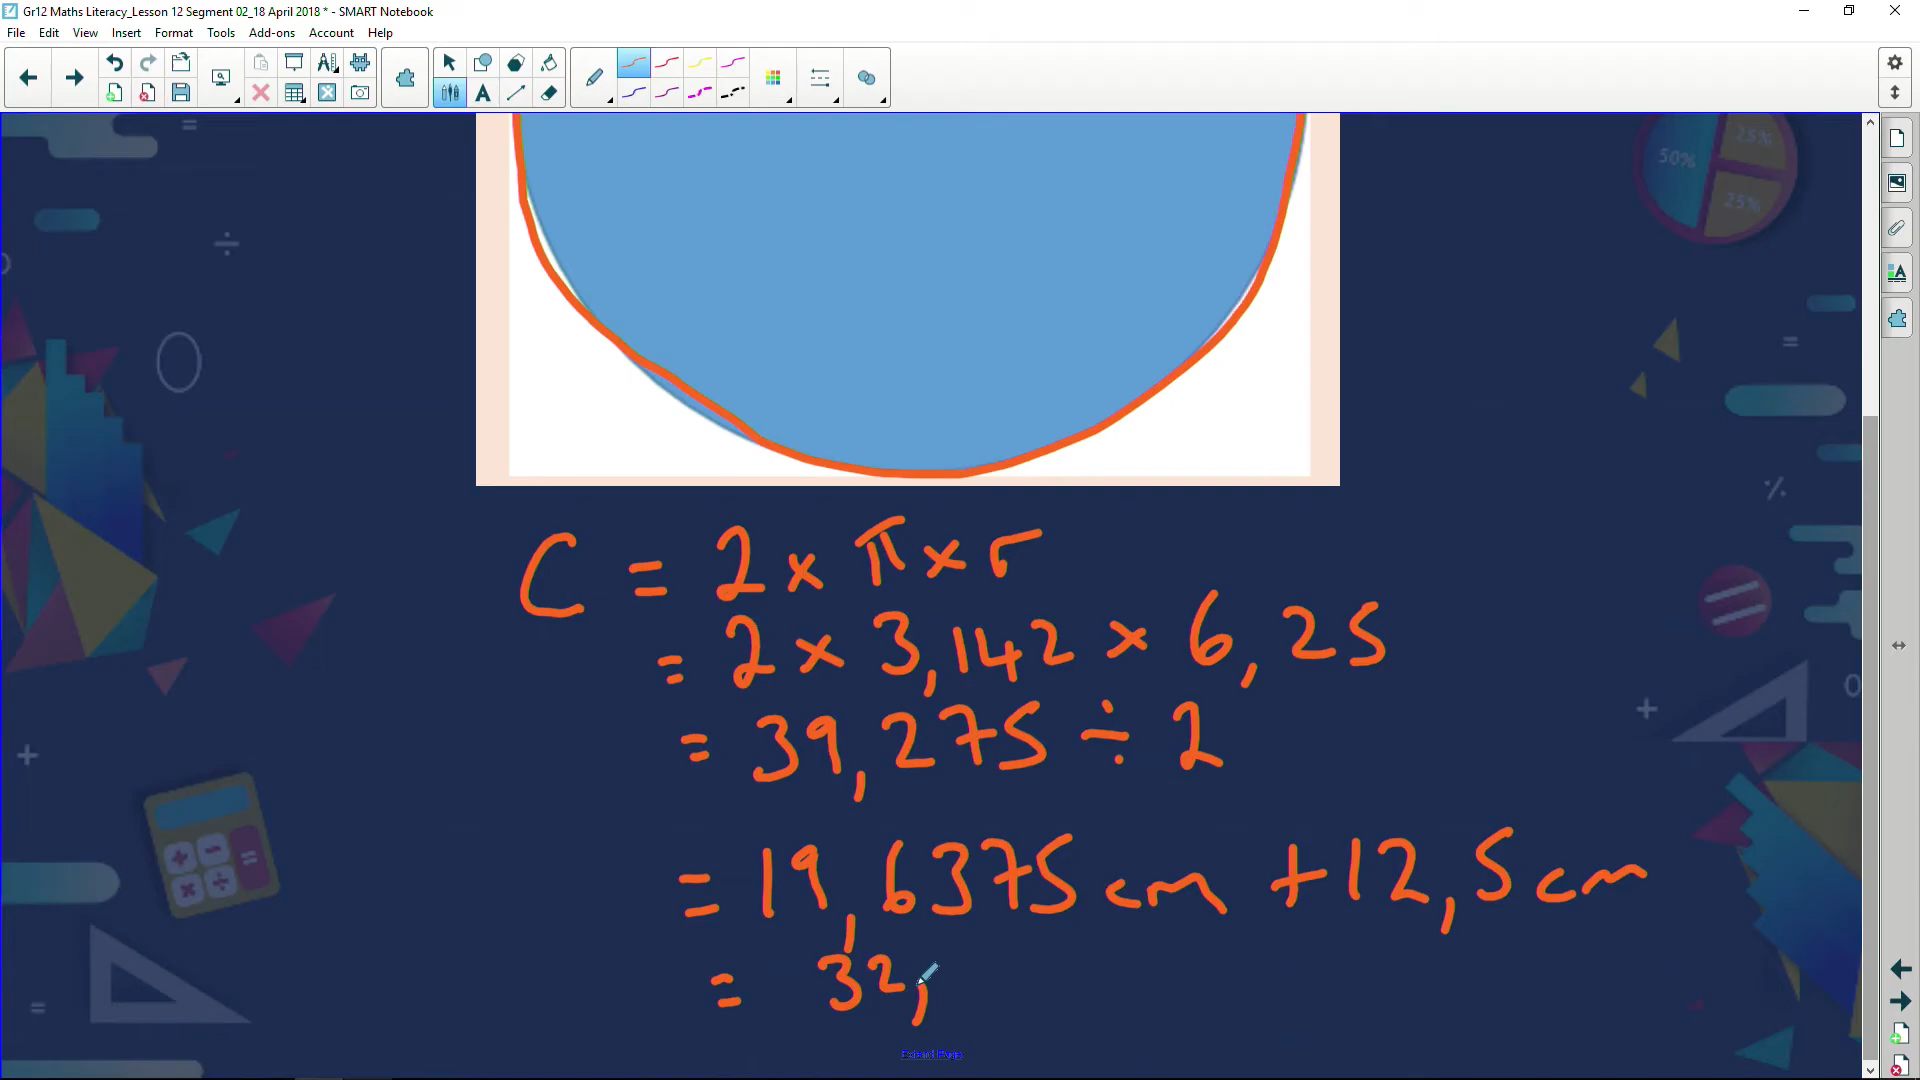 Gr12 Maths Literacy_Lesson 12 Segment 02_18 April 2018 * - SMART Notebook
File Edit View Insert Format Tools Add-ons Account Help
50%
25%
25%
C = 2 × π × r
= 2 × 3,142 × 6,25
= 39,275 ÷ 2
= 19,6375 cm + 12,5 cm
= 32,
Extend Page